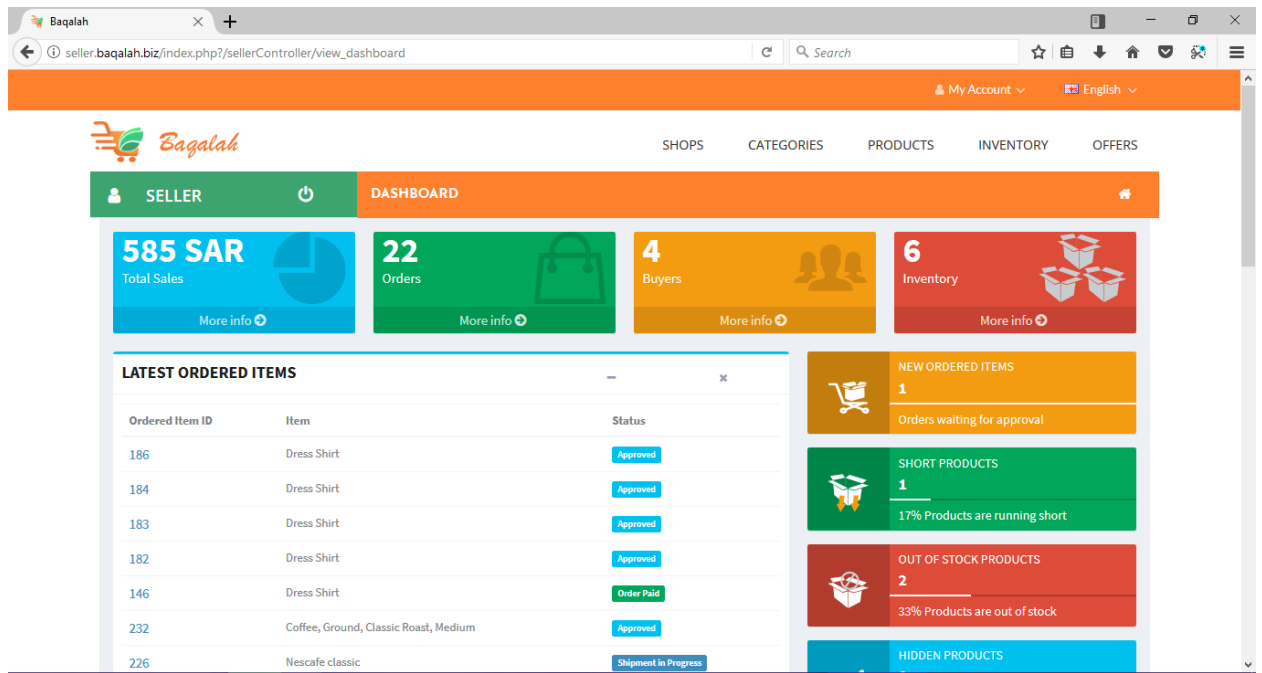 Baqalah
seller.baqalah.biz/index.php?/sellerController/view_dashboard
Search
My Account
English
Baqalah
SHOPS CATEGORIES PRODUCTS INVENTORY OFFERS
SELLER
DASHBOARD
585 SAR
Total Sales
More info
22
Orders
More info
4
Buyers
More info
6
Inventory
More info
LATEST ORDERED ITEMS
Ordered Item ID Item Status
186 Dress Shirt Approved
184 Dress Shirt Approved
183 Dress Shirt Approved
182 Dress Shirt Approved
146 Dress Shirt Order Paid
232 Coffee, Ground, Classic Roast, Medium Approved
226 Nescafe classic Shipment in Progress
NEW ORDERED ITEMS
1
Orders waiting for approval
SHORT PRODUCTS
1
17% Products are running short
OUT OF STOCK PRODUCTS
2
33% Products are out of stock
HIDDEN PRODUCTS